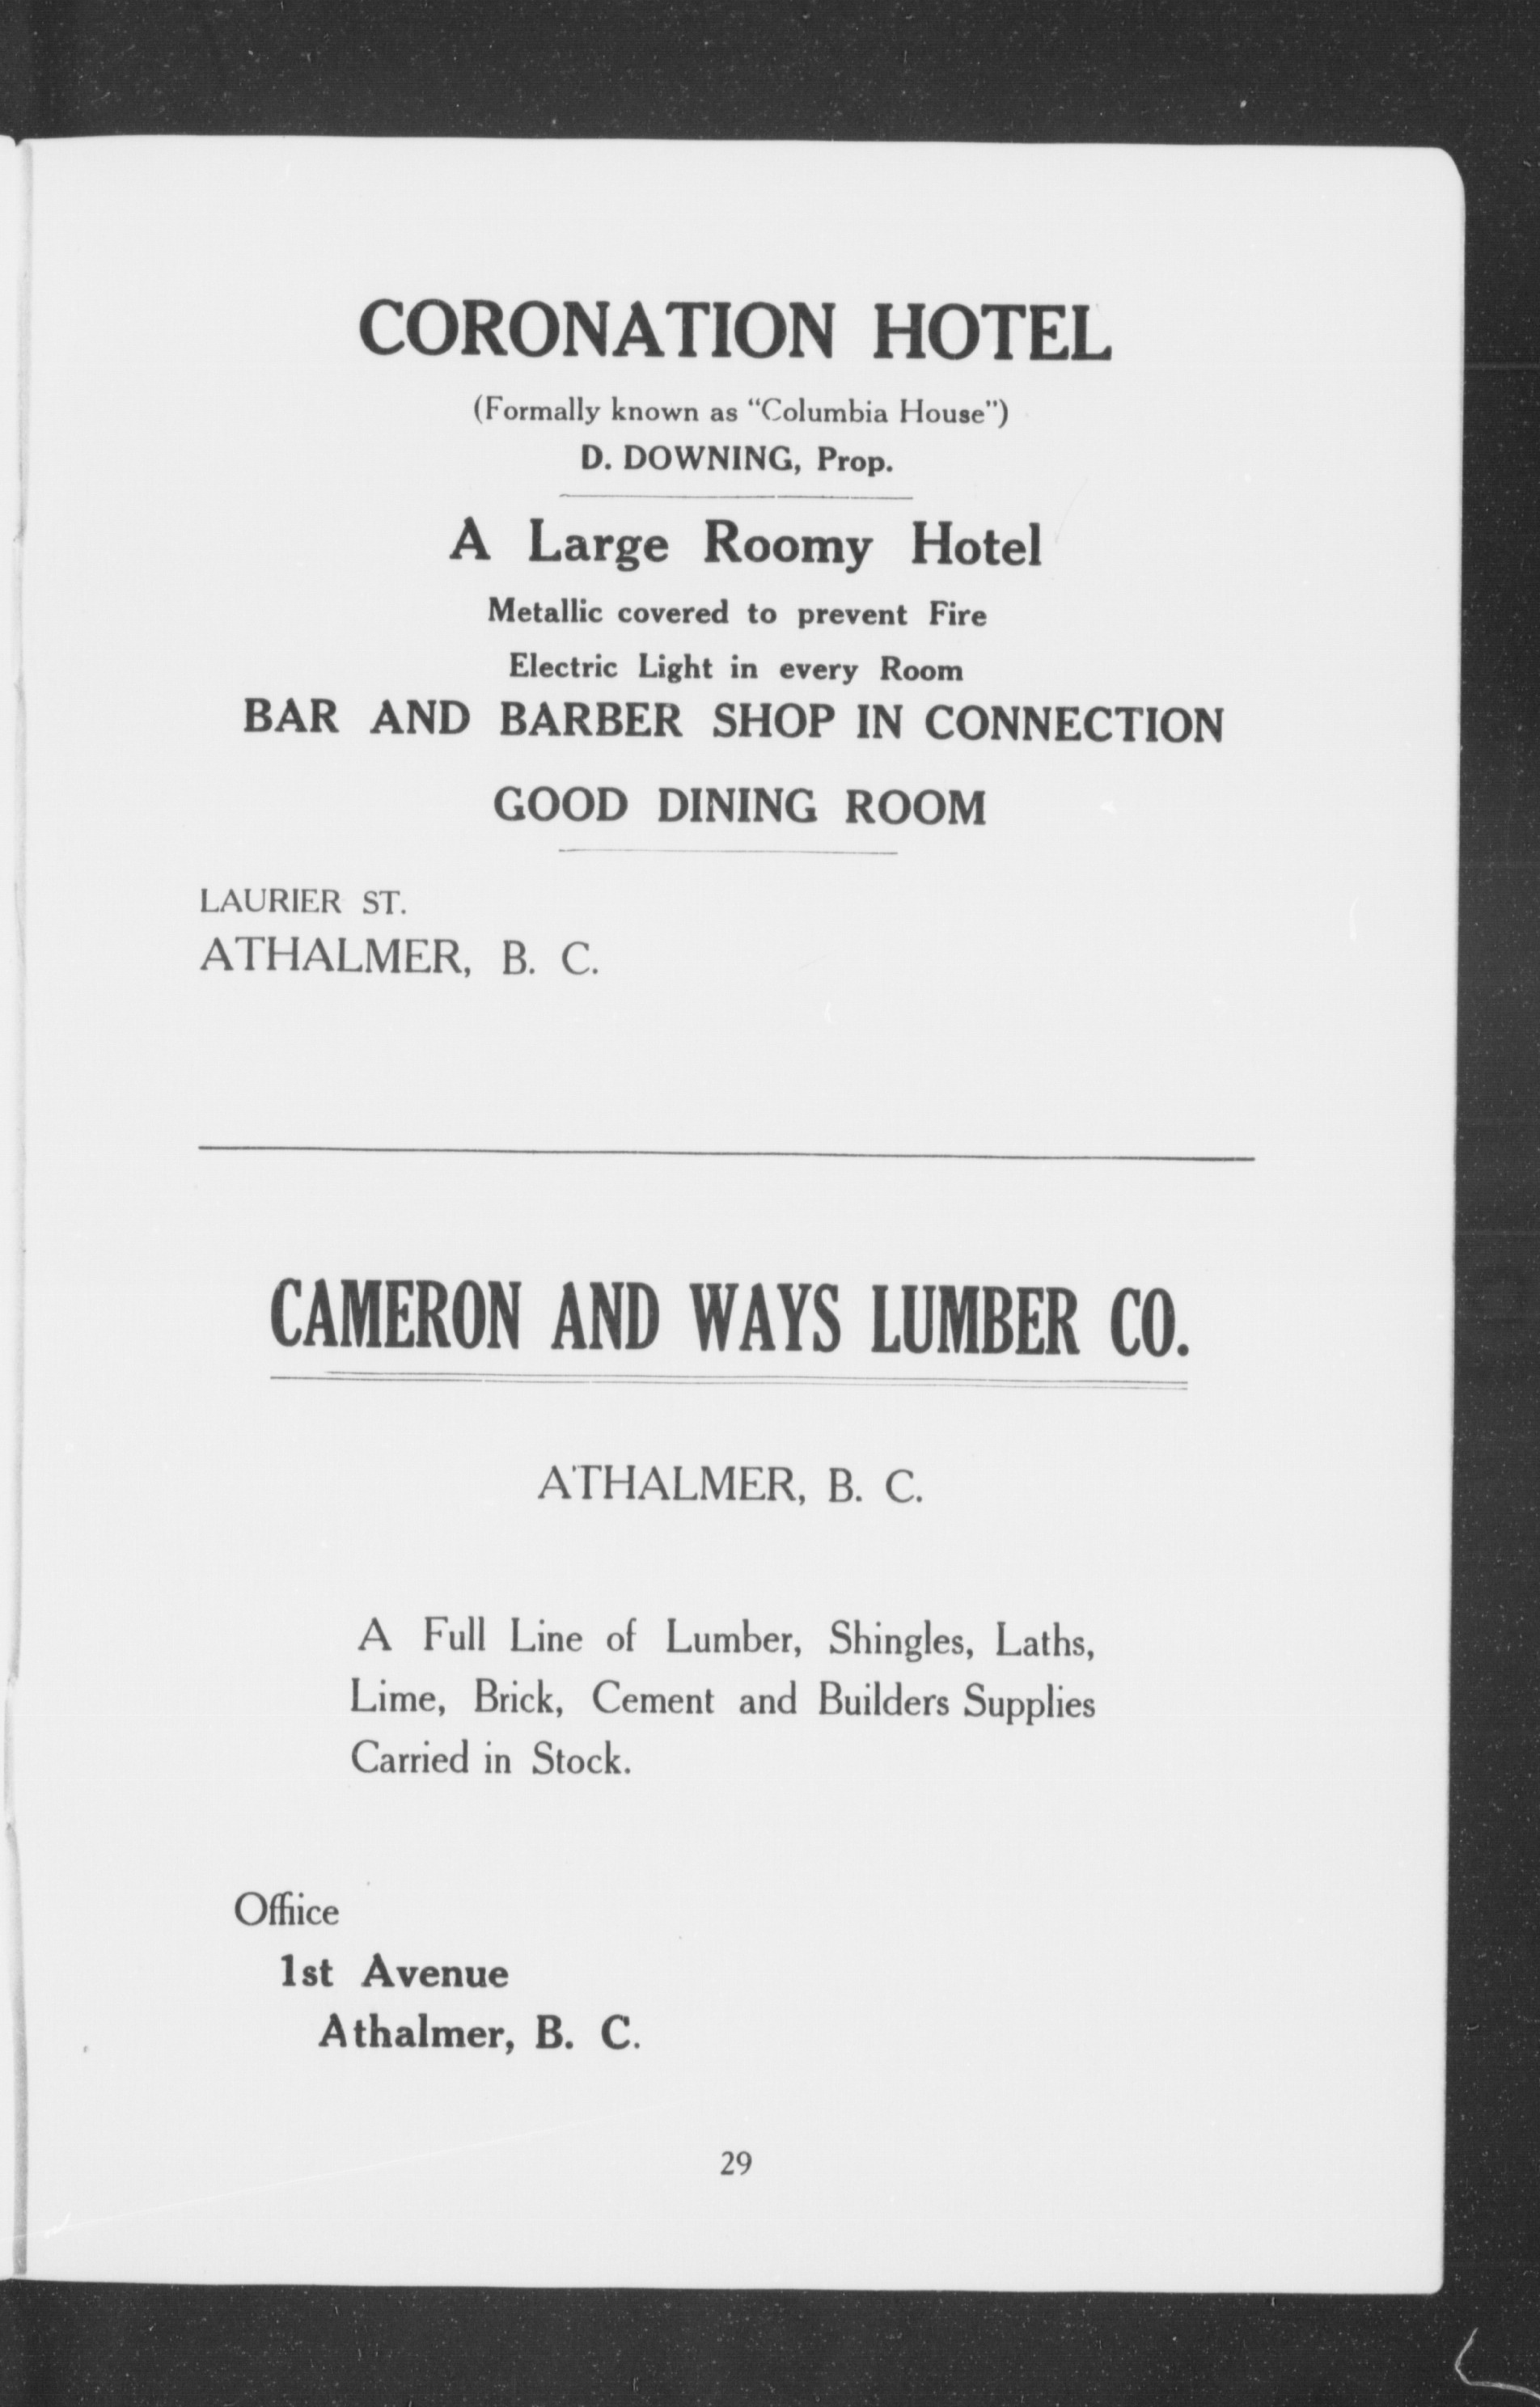 CORONATION HOTEL
(Formally known as “Columbia House”)
D. DOWNING, Prop.
A Large Roomy Hotel
Metallic covered to prevent Fire
Electric Light in every Room
BAR AND BARBER SHOP IN CONNECTION
GOOD DINING ROOM
LAURIER ST.
ATHALMER, B. C.
CAMERON AND WAYS LUMBER CO.
ATHALMER, B. C.
A Full Line of Lumber, Shingles, Laths,
Lime, Brick, Cement and Builders Supplies
Carried in Stock.
Offiice
1st Avenue
Athalmer, B. C.
29